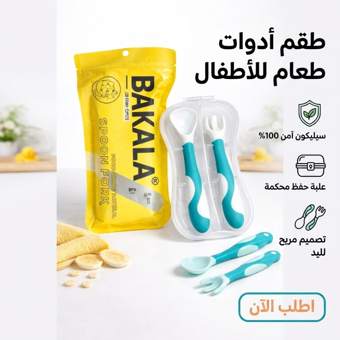 طقم أدوات
طعام للأطفال
سيليكون آمن 100%
علبة حفظ محكمة
تصميم مريح
لليد
اطلب الآن
BAKALA®
SPOON FORK